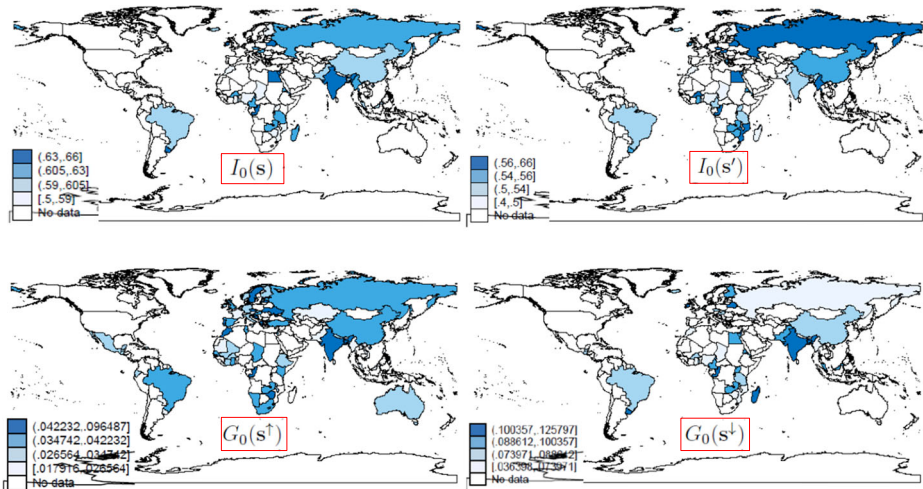 (.63,.66]
(.605,.63]
(.59,.605]
[.5,.59]
No data
I₀(s)
(.56,.66]
(.54,.56]
(.5,.54]
[.4,.5]
No data
I₀(s′)
(.042232,.096487]
(.034742,.042232]
(.026564,.034742]
[.017916,.026564]
No data
G₀(s↑)
(.100357,.125797]
(.088612,.100357]
(.073971,.088612]
[.036398,.073971]
No data
G₀(s↓)